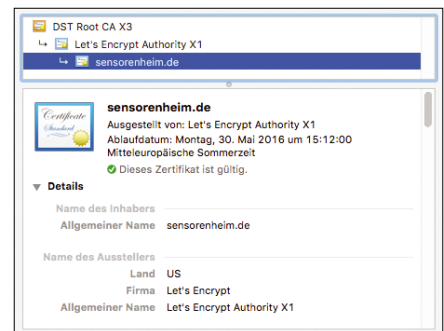 DST Root CA X3
↳ Let's Encrypt Authority X1
↳ sensorenheim.de
Certificate
Standard
sensorenheim.de
Ausgestellt von: Let's Encrypt Authority X1
Ablaufdatum: Montag, 30. Mai 2016 um 15:12:00
Mitteleuropäische Sommerzeit
Dieses Zertifikat ist gültig.
▼ Details
Name des Inhabers
Allgemeiner Name sensorenheim.de
Name des Ausstellers
Land US
Firma Let's Encrypt
Allgemeiner Name Let's Encrypt Authority X1